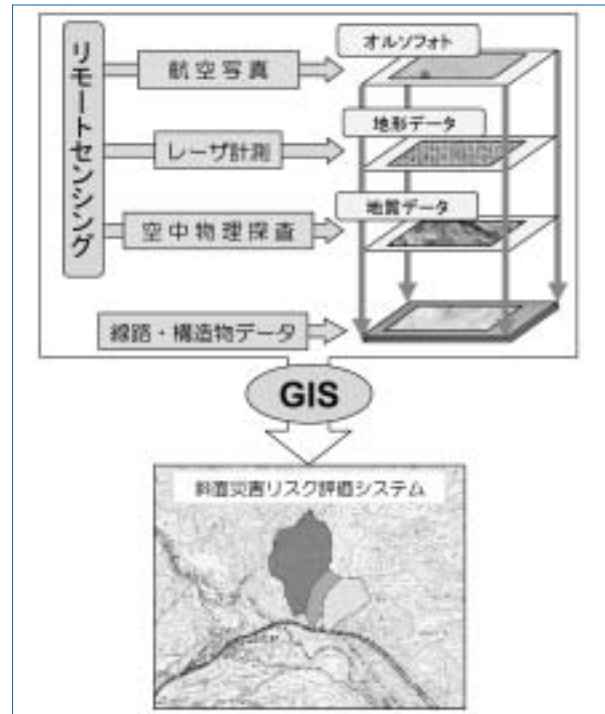 リモートセンシング
オルソフォト
航空写真
地形データ
レーザ計測
地質データ
空中物理探査
線路・構造物データ
GIS
斜面災害リスク評価システム